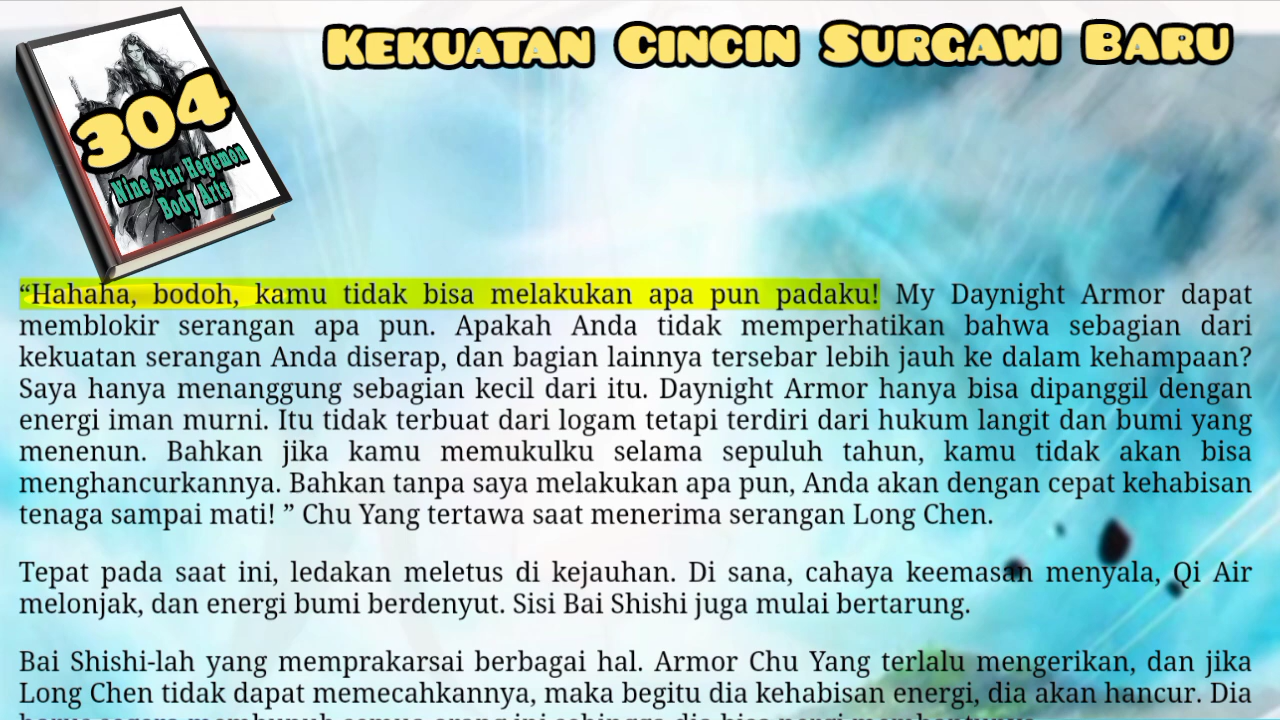 304
Nine Star Hegemon
Body Arts
Kekuatan Cincin Surgawi Baru
“Hahaha, bodoh, kamu tidak bisa melakukan apa pun padaku! My Daynight Armor dapat
memblokir serangan apa pun. Apakah Anda tidak memperhatikan bahwa sebagian dari
kekuatan serangan Anda diserap, dan bagian lainnya tersebar lebih jauh ke dalam kehampaan?
Saya hanya menanggung sebagian kecil dari itu. Daynight Armor hanya bisa dipanggil dengan
energi iman murni. Itu tidak terbuat dari logam tetapi terdiri dari hukum langit dan bumi yang
menenun. Bahkan jika kamu memukulku selama sepuluh tahun, kamu tidak akan bisa
menghancurkannya. Bahkan tanpa saya melakukan apa pun, Anda akan dengan cepat kehabisan
tenaga sampai mati! ” Chu Yang tertawa saat menerima serangan Long Chen.
Tepat pada saat ini, ledakan meletus di kejauhan. Di sana, cahaya keemasan menyala, Qi Air
melonjak, dan energi bumi berdenyut. Sisi Bai Shishi juga mulai bertarung.
Bai Shishi-lah yang memprakarsai berbagai hal. Armor Chu Yang terlalu mengerikan, dan jika
Long Chen tidak dapat memecahkannya, maka begitu dia kehabisan energi, dia akan hancur. Dia